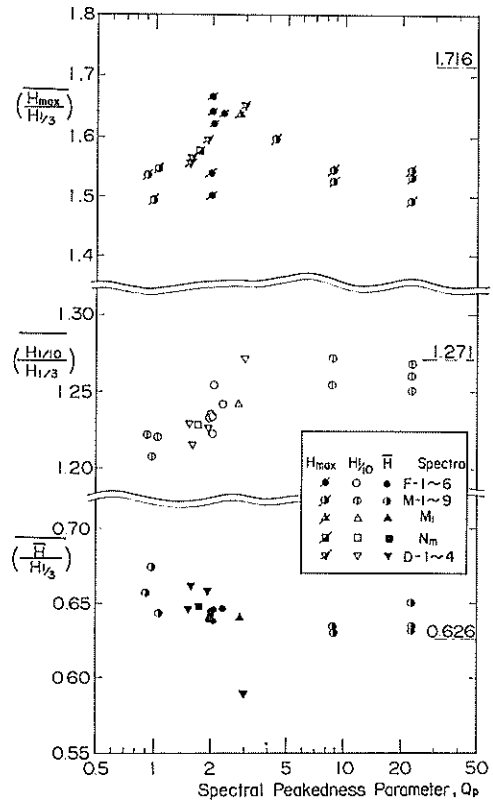 1.8
1.716
1.7
(Hmax/H1/3)
1.6
1.5
1.4
1.30
(H1/10/H1/3)
1.271
1.25
1.20
Hmax H1/10 H̅ Spectra
F-1~6
M-1~9
M1
Nm
D-1~4
0.70
(H̅/H1/3)
0.65
0.626
0.60
0.55
0.5 1 2 5 10 20 50
Spectral Peakedness Parameter, Qp